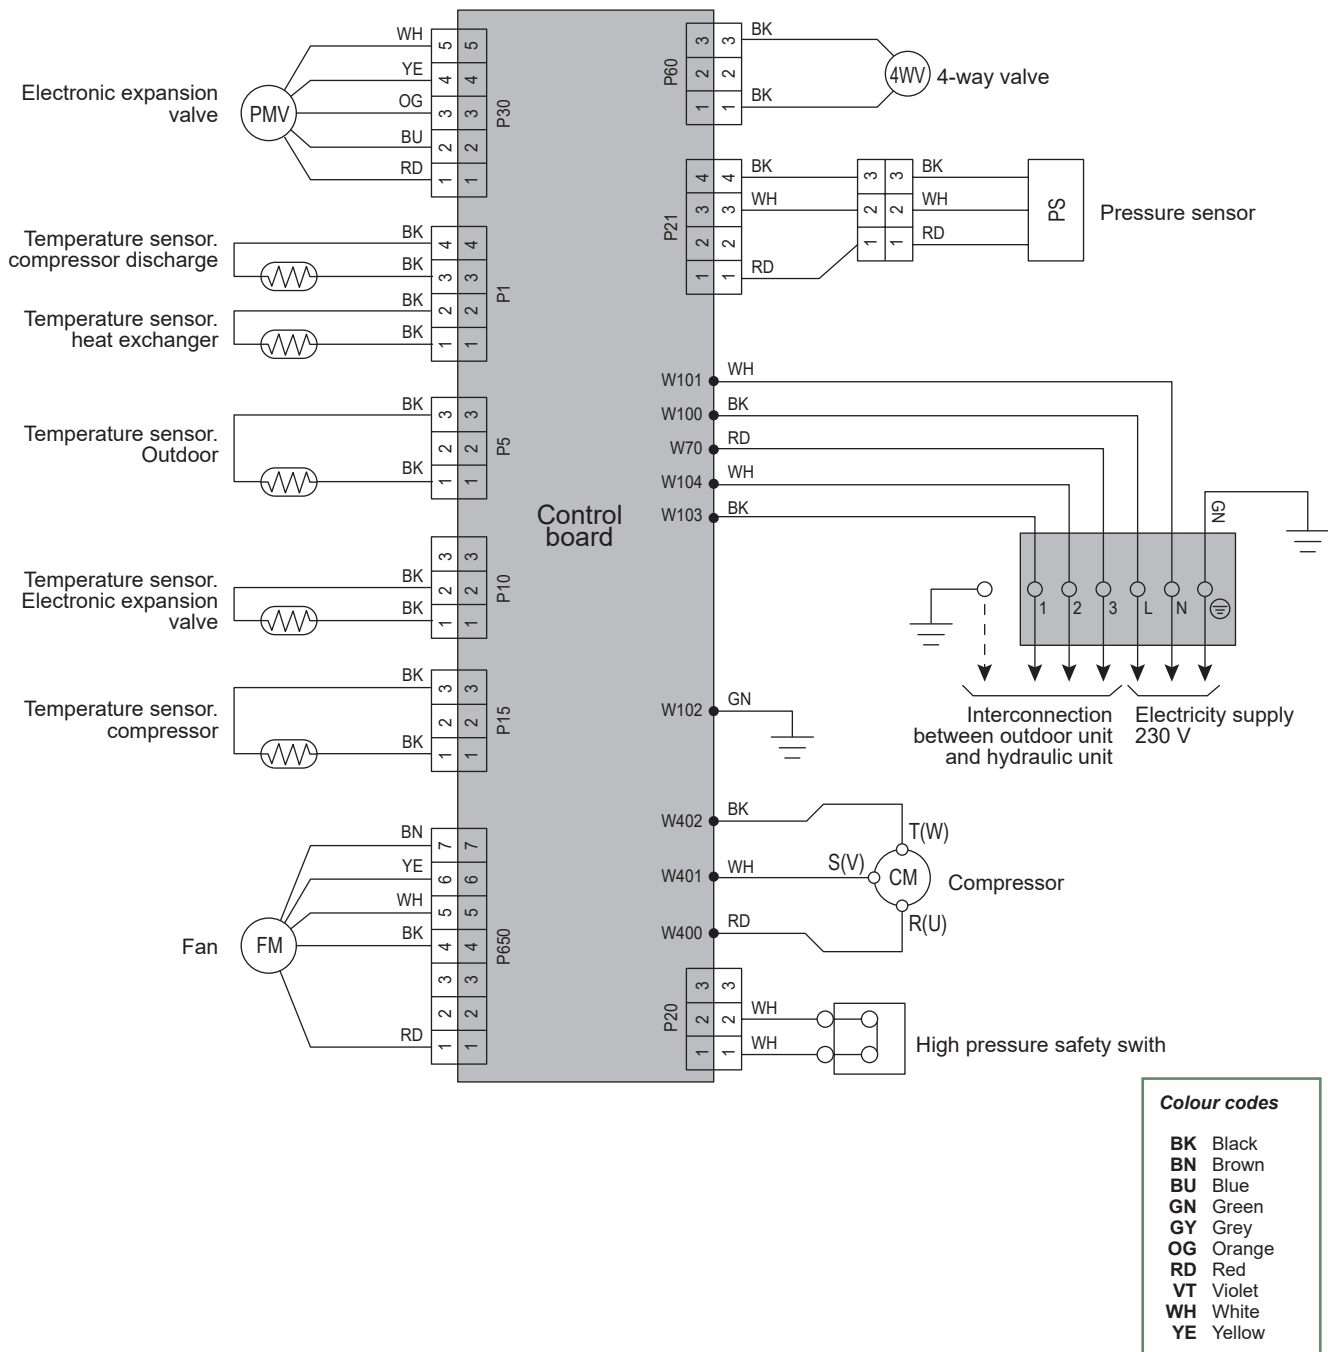 Electronic expansion
valve
PMV
WH 5 5
YE 4 4
OG 3 3
BU 2 2
RD 1 1
P30
Temperature sensor.
compressor discharge
BK 4 4
BK 3 3
Temperature sensor.
heat exchanger
BK 2 2
BK 1 1
P1
Temperature sensor.
Outdoor
BK 3 3
2 2
BK 1 1
P5
Temperature sensor.
Electronic expansion
valve
3 3
BK 2 2
BK 1 1
P10
Temperature sensor.
compressor
BK 3 3
2 2
BK 1 1
P15
Fan
FM
BN 7 7
YE 6 6
WH 5 5
BK 4 4
3 3
2 2
RD 1 1
P650
Control
board
P60
3 3 BK
2 2
1 1 BK
4WV
4-way valve
P21
4 4 BK 3 3 BK
3 3 WH 2 2 WH
2 2 1 1 RD
1 1 RD
PS
Pressure sensor
W101 WH
W100 BK
W70 RD
W104 WH
W103 BK
GN
1 2 3 L N
Interconnection
between outdoor unit
and hydraulic unit
Electricity supply
230 V
W102 GN
W402 BK
T(W)
W401 WH
S(V)
CM
Compressor
W400 RD
R(U)
P20
3 3
2 2 WH
1 1 WH
High pressure safety swith
Colour codes
BK Black
BN Brown
BU Blue
GN Green
GY Grey
OG Orange
RD Red
VT Violet
WH White
YE Yellow